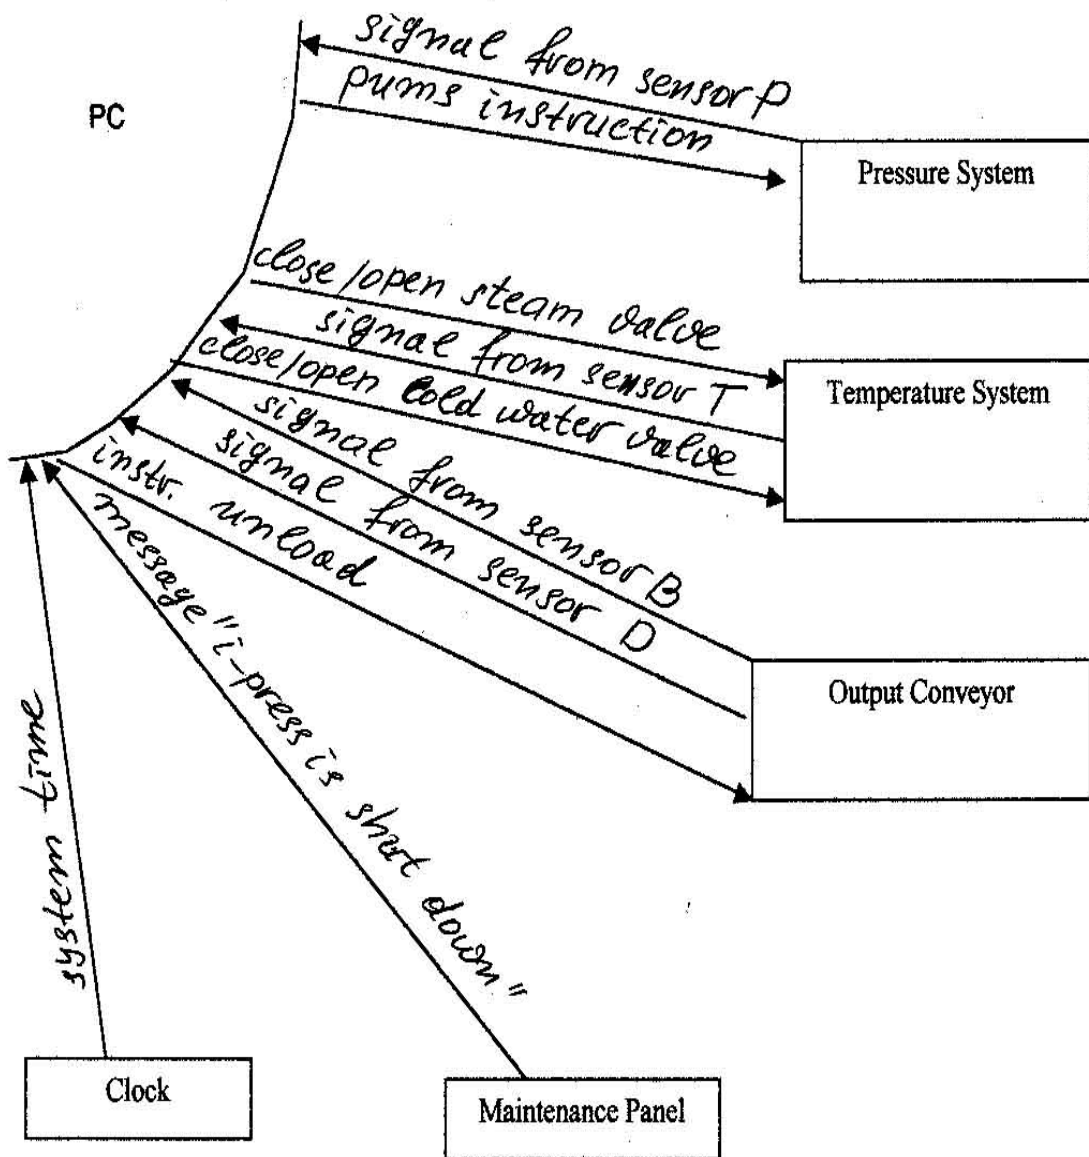 signal from sensor P
PC
pums instruction
Pressure System
close/open steam valve
signal from sensor T
close/open cold water valve
Temperature System
signal from sensor B
signal from sensor D
instr. unload
Output Conveyor
message "i-press is shut down"
system time
Clock
Maintenance Panel